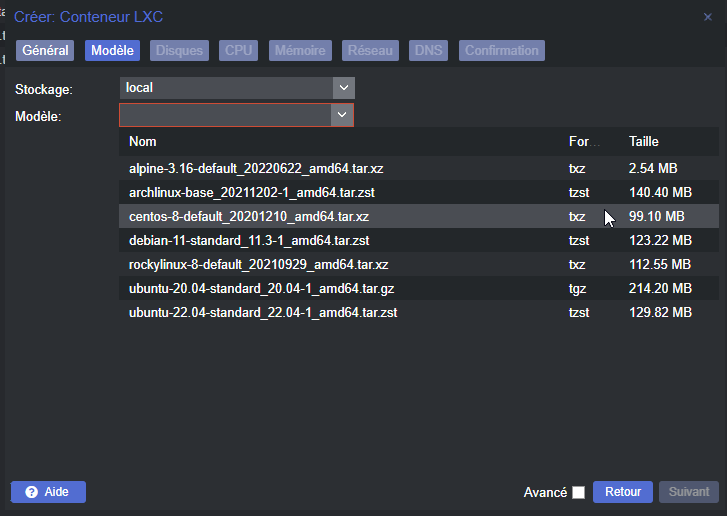 Créer: Conteneur LXC
Général Modèle Disques CPU Mémoire Réseau DNS Confirmation
Stockage: local
Modèle:
Nom For... Taille
alpine-3.16-default_20220622_amd64.tar.xz txz 2.54 MB
archlinux-base_20211202-1_amd64.tar.zst tzst 140.40 MB
centos-8-default_20201210_amd64.tar.xz txz 99.10 MB
debian-11-standard_11.3-1_amd64.tar.zst tzst 123.22 MB
rockylinux-8-default_20210929_amd64.tar.xz txz 112.55 MB
ubuntu-20.04-standard_20.04-1_amd64.tar.gz tgz 214.20 MB
ubuntu-22.04-standard_22.04-1_amd64.tar.zst tzst 129.82 MB
Aide Avancé Retour Suivant